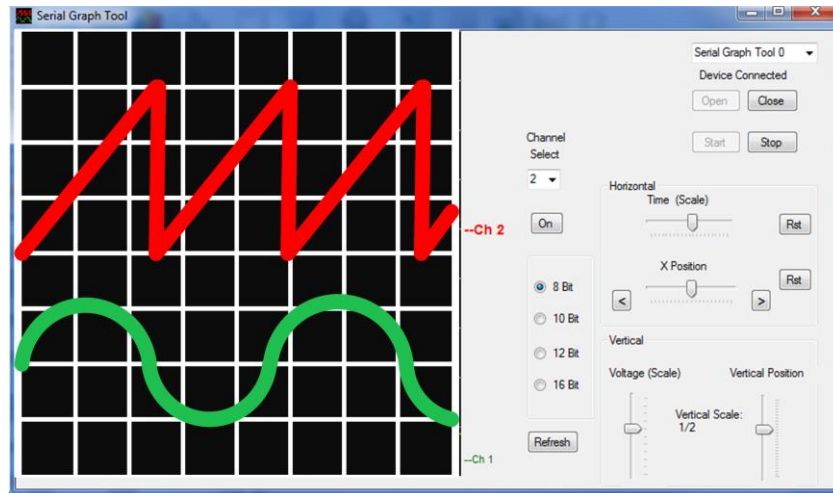 Serial Graph Tool
Serial Graph Tool 0
Device Connected
Open Close
Channel
Select
Start Stop
2
Horizontal
Time (Scale)
On
Rst
--Ch 2
X Position
Rst
8 Bit
< >
10 Bit
Vertical
12 Bit
Voltage (Scale) Vertical Position
16 Bit
Vertical Scale:
1/2
Refresh
--Ch 1